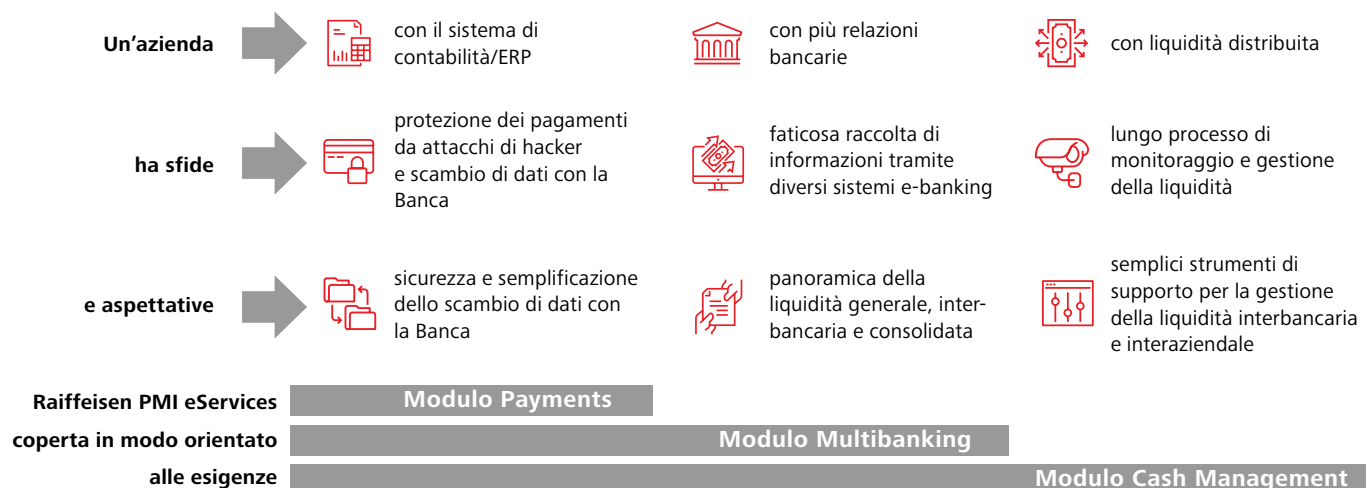 Un’azienda
con il sistema di
contabilità/ERP
con più relazioni
bancarie
con liquidità distribuita
ha sfide
protezione dei pagamenti
da attacchi di hacker
e scambio di dati con la
Banca
faticosa raccolta di
informazioni tramite
diversi sistemi e-banking
lungo processo di
monitoraggio e gestione
della liquidità
e aspettative
sicurezza e semplificazione
dello scambio di dati con
la Banca
panoramica della
liquidità generale, inter-
bancaria e consolidata
semplici strumenti di
supporto per la gestione
della liquidità interbancaria
e interaziendale
Raiffeisen PMI eServices
Modulo Payments
coperta in modo orientato
Modulo Multibanking
alle esigenze
Modulo Cash Management